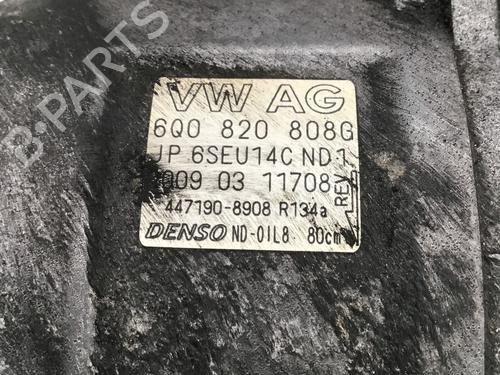 B-PARTS
VW AG
6Q0 820 808G
JP 6SEU14C ND1
009 03 11708
REV
447190-8908 R134a
DENSO ND-OIL8 80cm